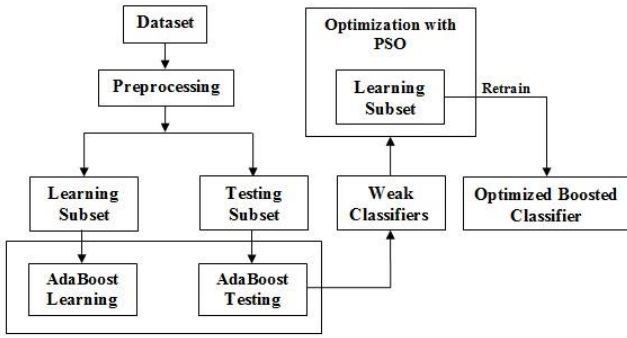 Dataset
Preprocessing
Learning
Subset
Testing
Subset
AdaBoost
Learning
AdaBoost
Testing
Weak
Classifiers
Optimization with
PSO
Learning
Subset
Retrain
Optimized Boosted
Classifier